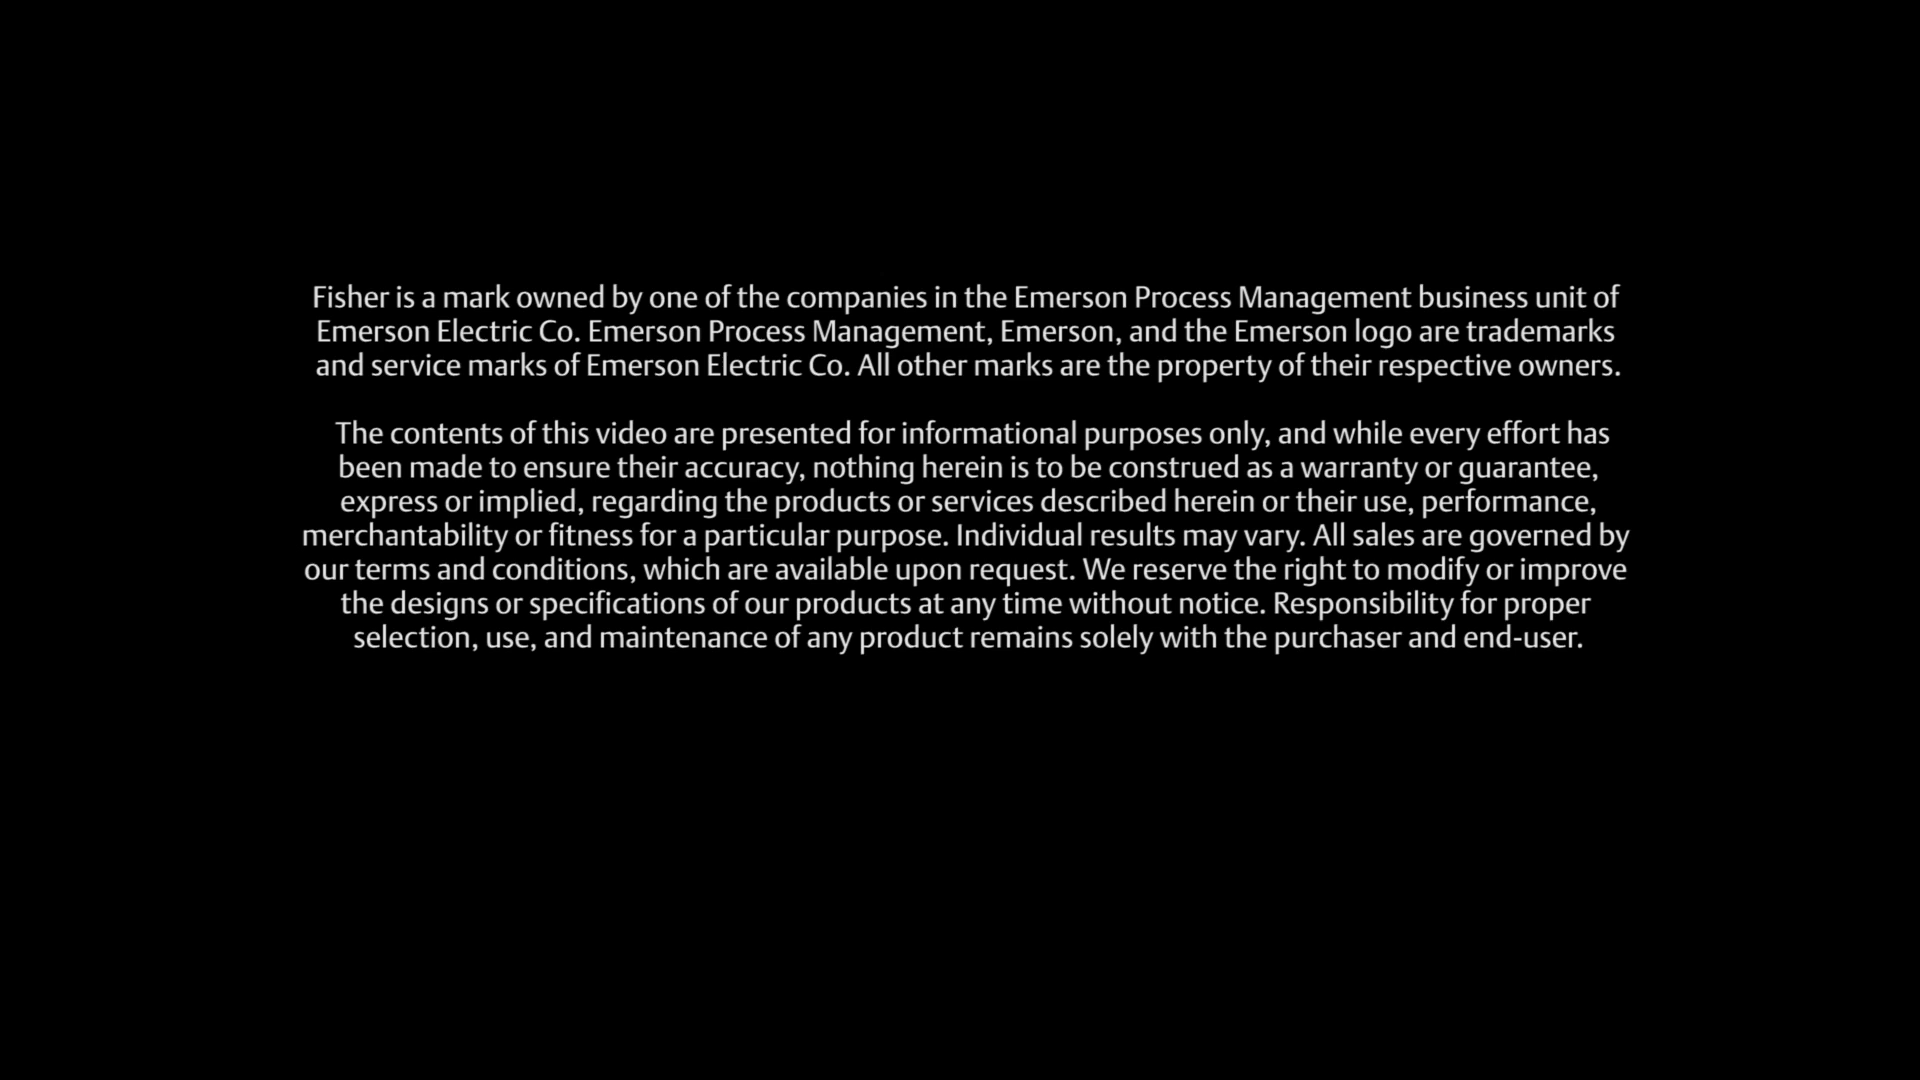 Fisher is a mark owned by one of the companies in the Emerson Process Management business unit of
Emerson Electric Co. Emerson Process Management, Emerson, and the Emerson logo are trademarks
and service marks of Emerson Electric Co. All other marks are the property of their respective owners.
The contents of this video are presented for informational purposes only, and while every effort has
been made to ensure their accuracy, nothing herein is to be construed as a warranty or guarantee,
express or implied, regarding the products or services described herein or their use, performance,
merchantability or fitness for a particular purpose. Individual results may vary. All sales are governed by
our terms and conditions, which are available upon request. We reserve the right to modify or improve
the designs or specifications of our products at any time without notice. Responsibility for proper
selection, use, and maintenance of any product remains solely with the purchaser and end-user.